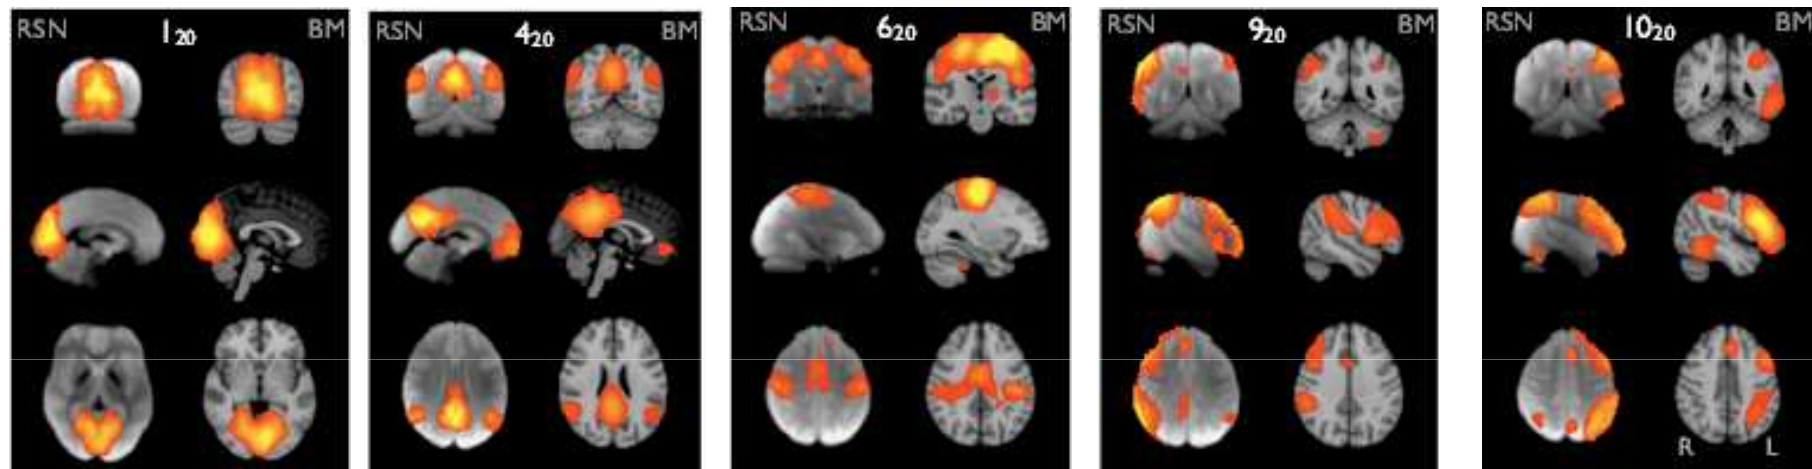 RSN 1₂₀ BM
RSN 4₂₀ BM
RSN 6₂₀ BM
RSN 9₂₀ BM
RSN 10₂₀ BM
R L